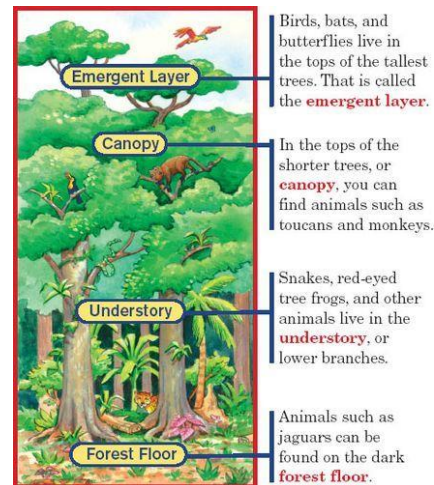 Emergent Layer
Birds, bats, and
butterflies live in
the tops of the tallest
trees. That is called
the emergent layer.
Canopy
In the tops of the
shorter trees, or
canopy, you can
find animals such as
toucans and monkeys.
Understory
Snakes, red-eyed
tree frogs, and other
animals live in the
understory, or
lower branches.
Forest Floor
Animals such as
jaguars can be
found on the dark
forest floor.